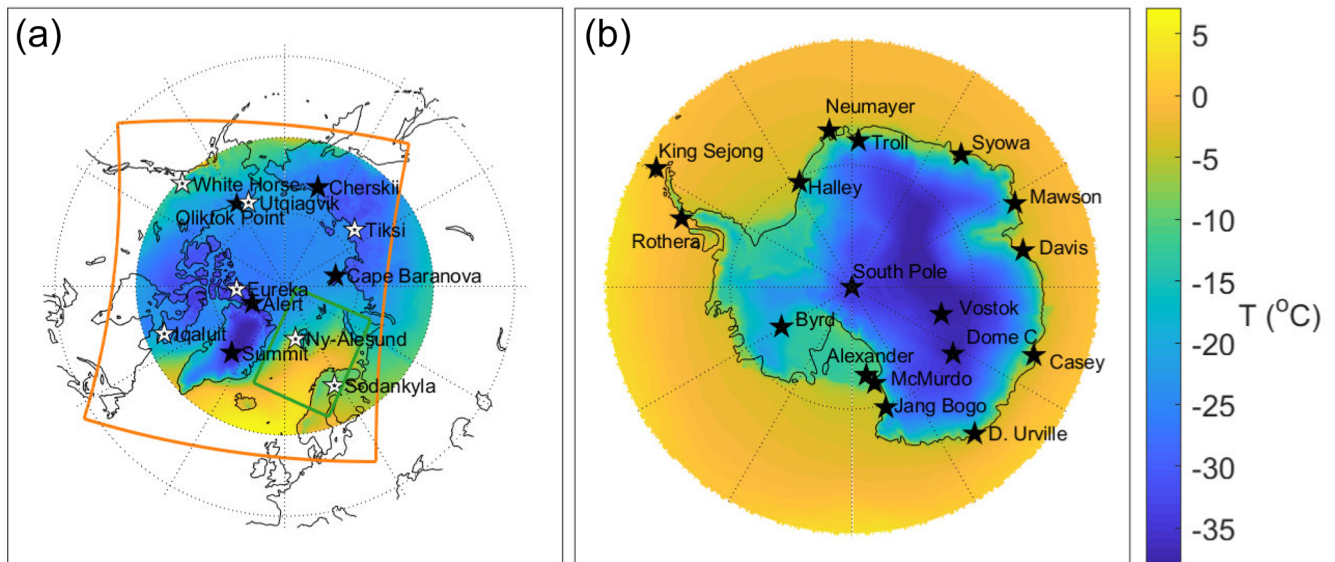 (a)
White Horse
Utqiagvik
Oliktok Point
Cherskii
Tiksi
Cape Baranova
Eureka
Alert
Iqaluit
Summit
Ny-Alesund
Sodankyla
(b)
Neumayer
Troll
Syowa
King Sejong
Halley
Mawson
Rothera
Davis
South Pole
Vostok
Byrd
Dome C
Alexander
Casey
McMurdo
Jang Bogo
D. Urville
5
0
-5
-10
-15
-20
-25
-30
-35
T (°C)